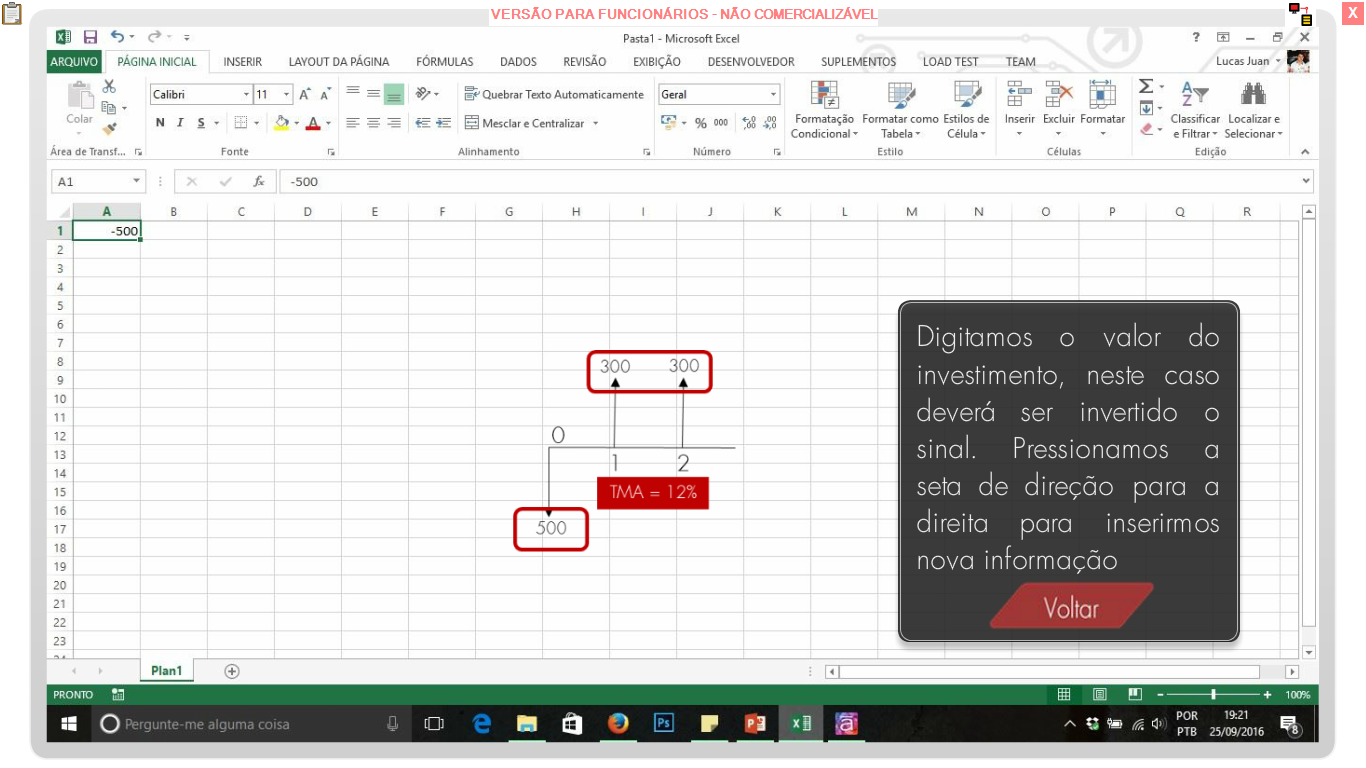 VERSÃO PARA FUNCIONÁRIOS - NÃO COMERCIALIZÁVEL
X
Pasta1 - Microsoft Excel
ARQUIVO PÁGINA INICIAL INSERIR LAYOUT DA PÁGINA FÓRMULAS DADOS REVISÃO EXIBIÇÃO DESENVOLVEDOR SUPLEMENTOS LOAD TEST TEAM Lucas Juan
Colar
Calibri 11
N I S
Quebrar Texto Automaticamente
Mesclar e Centralizar
Geral
% 000
Formatação Condicional
Formatar como Tabela
Estilos de Célula
Inserir Excluir Formatar
Classificar e Filtrar
Localizar e Selecionar
Área de Transf... Fonte Alinhamento Número Estilo Células Edição
A1 fx -500
A B C D E F G H I J K L M N O P Q R
1 -500
2
3
4
5
6
7
8
9
10
11
12
13
14
15
16
17
18
19
20
21
22
23
24
300 300
0
1 2
TMA = 12%
500
Digitamos o valor do
investimento, neste caso
deverá ser invertido o
sinal. Pressionamos a
seta de direção para a
direita para inserirmos
nova informação
Voltar
Plan1
PRONTO 100%
Pergunte-me alguma coisa
POR
PTB
19:21
25/09/2016
8